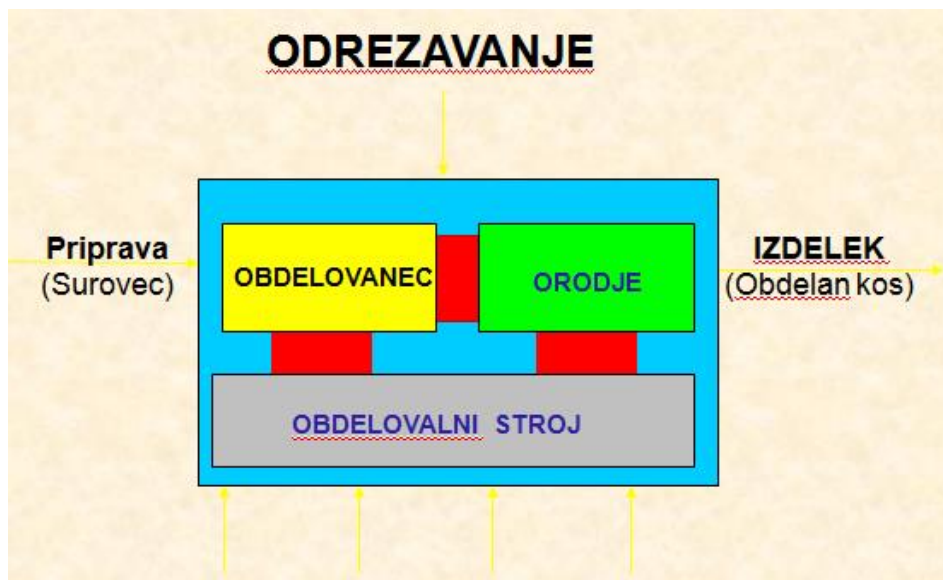 ODREZAVANJE
Priprava
(Surovec)
OBDELOVANEC
ORODJE
IZDELEK
(Obdelan kos)
OBDELOVALNI STROJ